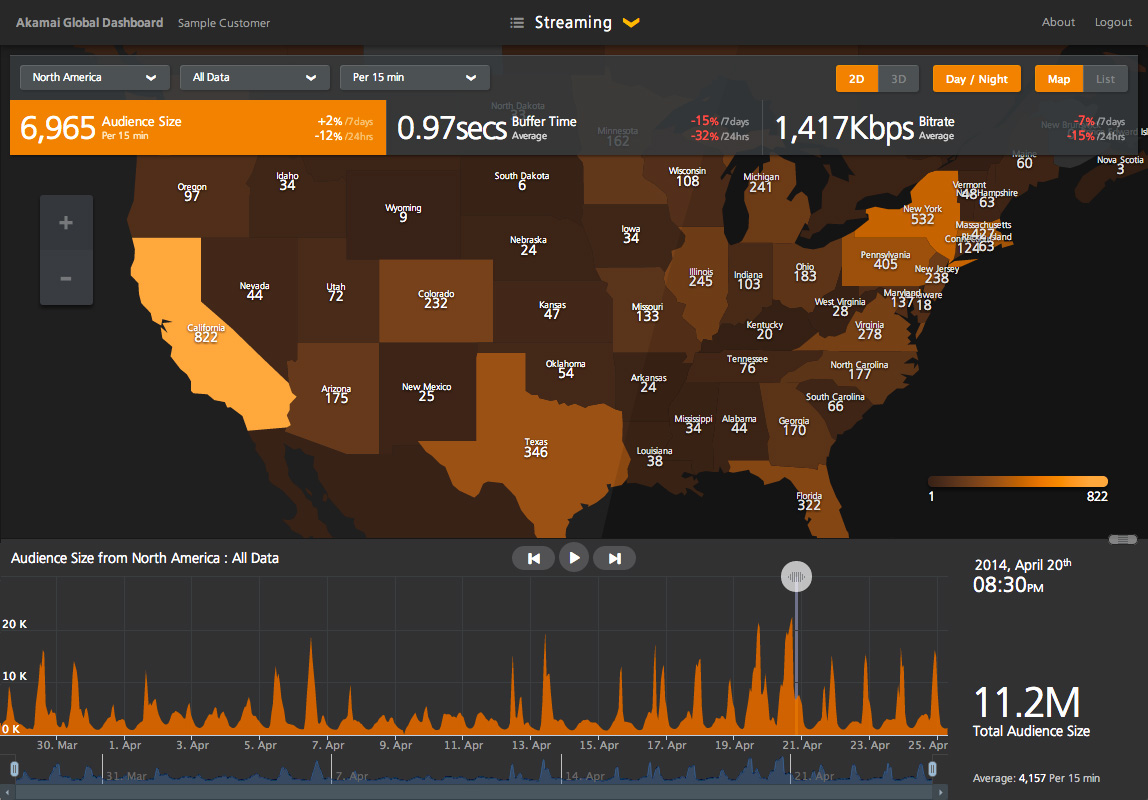 Akamai Global Dashboard Sample Customer Streaming About Logout
North America All Data Per 15 min 2D 3D Day / Night Map List
6,965 Audience Size Per 15 min +2% /7days -12% /24hrs
0.97secs Buffer Time Average -15% /7days -32% /24hrs
1,417Kbps Bitrate Average -7% /7days -15% /24hrs
North Dakota
Minnesota
162
Maine
60
Nova Scotia
3
Oregon
97
Idaho
34
Wyoming
9
South Dakota
6
Wisconsin
108
Michigan
241
Vermont
48
New Hampshire
63
New York
532
Massachusetts
427
Rhode Island
63
Connecticut
124
Nebraska
24
Iowa
34
Pennsylvania
405
New Jersey
238
Nevada
44
Utah
72
Colorado
232
Kansas
47
Missouri
133
Illinois
245
Indiana
103
Ohio
183
West Virginia
28
Maryland
137
Delaware
18
California
822
Kentucky
20
Virginia
278
Arizona
175
New Mexico
25
Oklahoma
54
Arkansas
24
Tennessee
76
North Carolina
177
South Carolina
66
Texas
346
Louisiana
38
Mississippi
34
Alabama
44
Georgia
170
Florida
322
1 822
Audience Size from North America : All Data
2014, April 20th
08:30PM
20 K
10 K
0 K
30. Mar 1. Apr 3. Apr 5. Apr 7. Apr 9. Apr 11. Apr 13. Apr 15. Apr 17. Apr 19. Apr 21. Apr 23. Apr 25. Apr
31. Mar 7. Apr 14. Apr 21. Apr
11.2M
Total Audience Size
Average: 4,157 Per 15 min